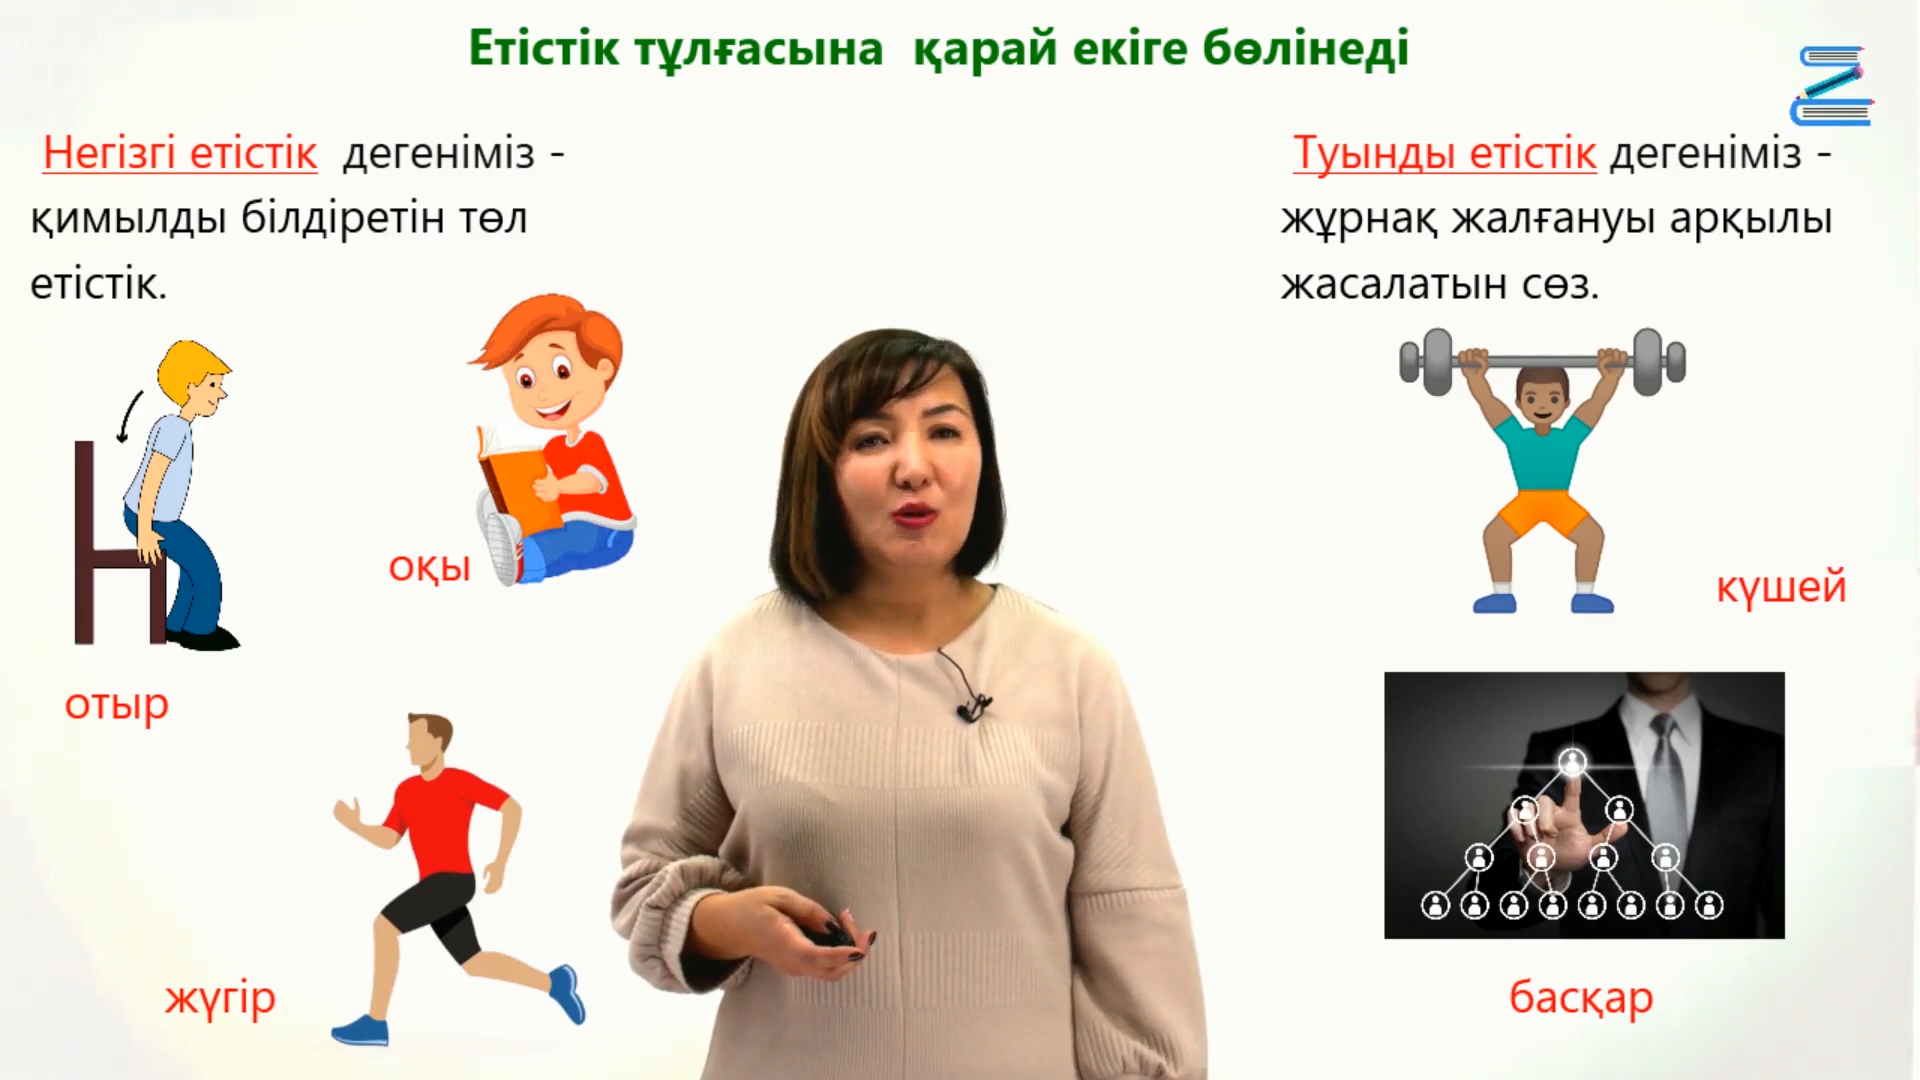 Етістік тұлғасына қарай екіге бөлінеді
Негізгі етістік дегеніміз -
қимылды білдіретін төл
етістік.
Туынды етістік дегеніміз -
жұрнақ жалғануы арқылы
жасалатын сөз.
оқы
отыр
жүгір
күшей
басқар